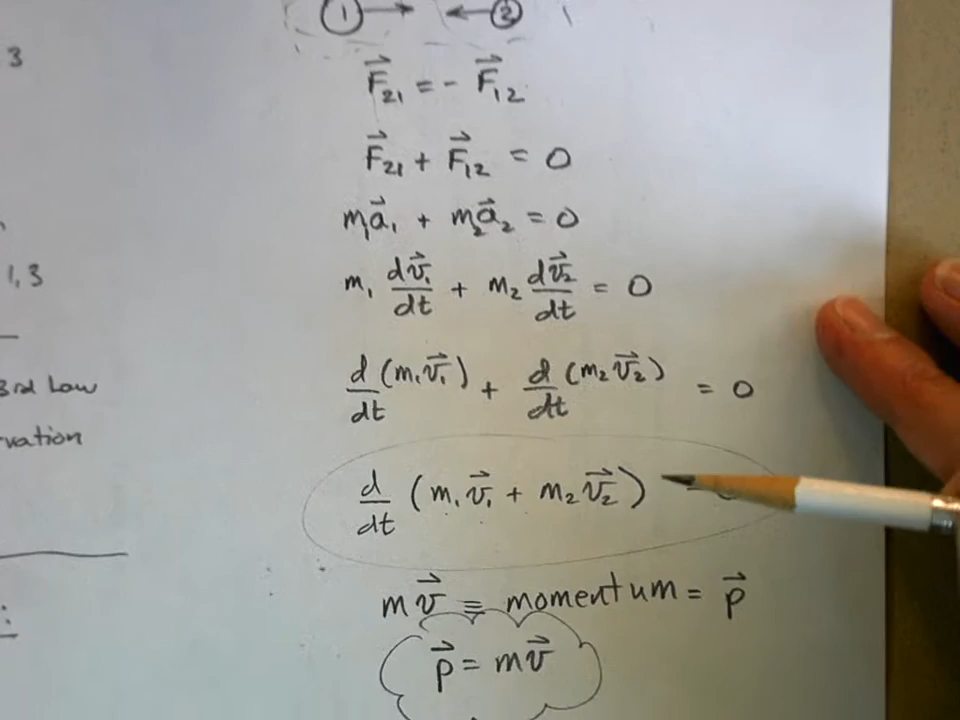 ① → ← ②
3
F⃗₂₁ = - F⃗₁₂
F⃗₂₁ + F⃗₁₂ = 0
m₁a⃗₁ + m₂a⃗₂ = 0
1,3
m₁ dv⃗₁/dt + m₂ dv⃗₂/dt = 0
3rd Law
d/dt (m₁v⃗₁) + d/dt (m₂v⃗₂) = 0
d/dt (m₁v⃗₁ + m₂v⃗₂)
mv⃗ ≡ momentum = p⃗
p⃗ = mv⃗